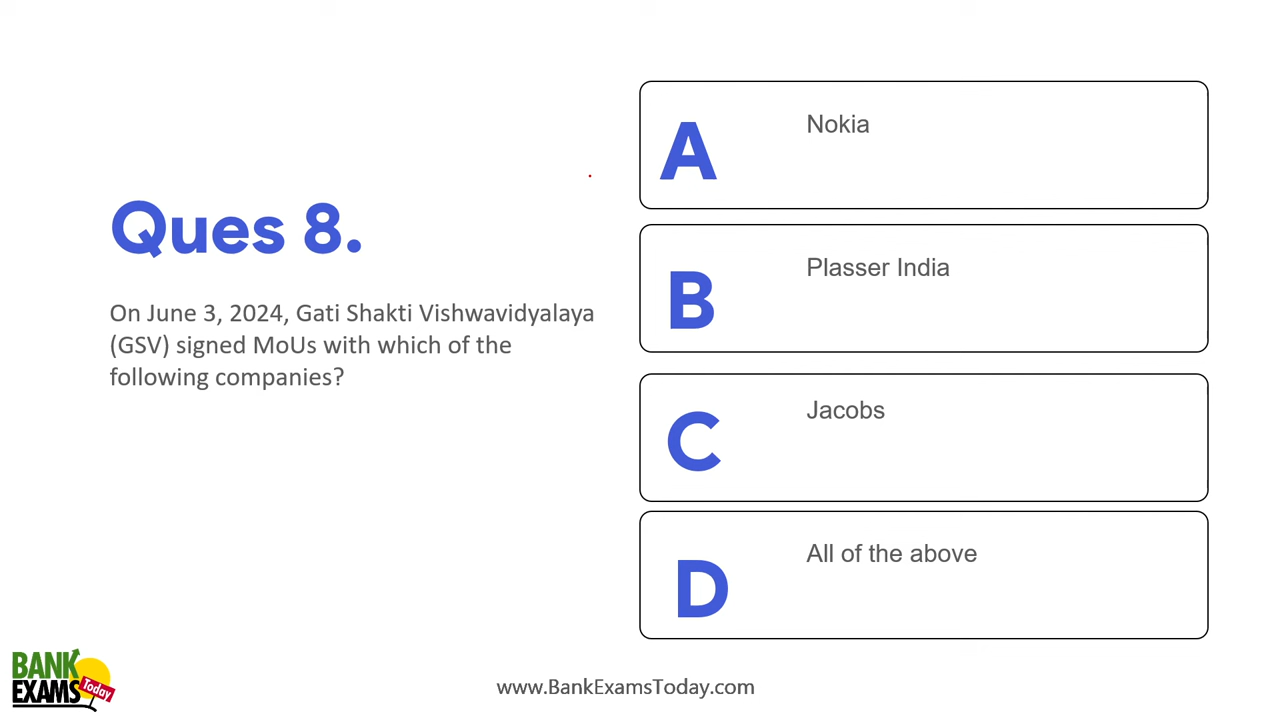 Ques 8.
On June 3, 2024, Gati Shakti Vishwavidyalaya
(GSV) signed MoUs with which of the
following companies?
A
Nokia
B
Plasser India
C
Jacobs
D
All of the above
BANK
EXAMS
Today
www.BankExamsToday.com